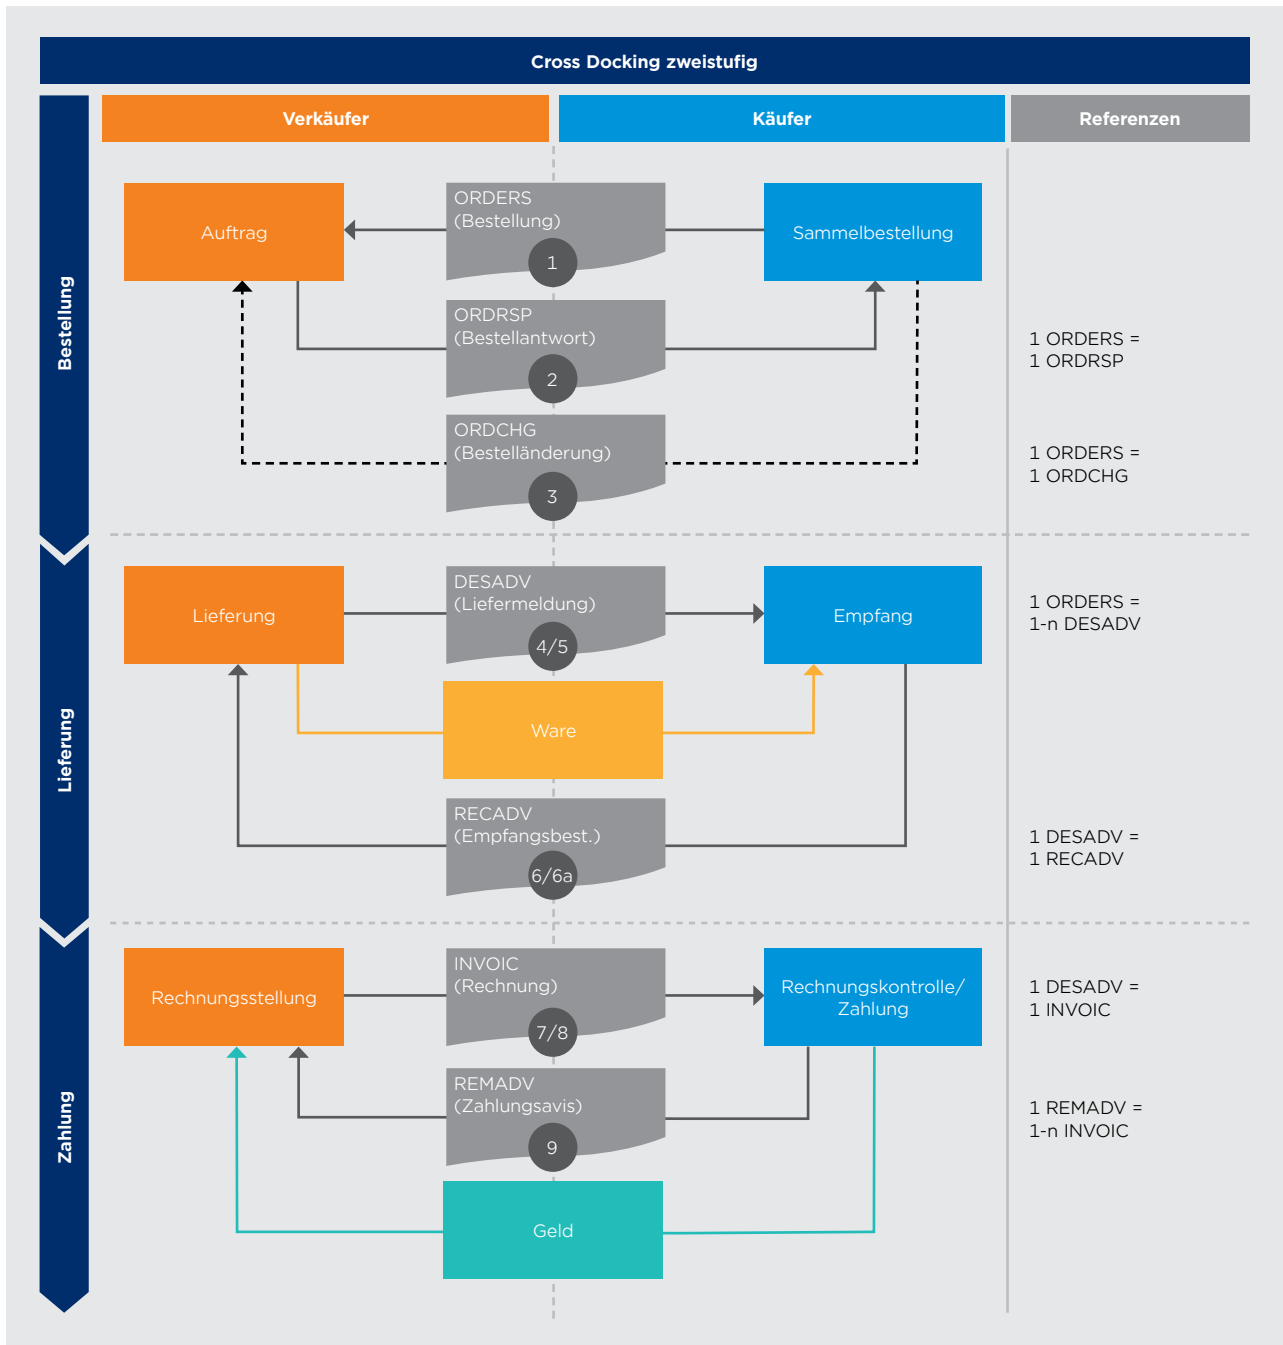 Cross Docking zweistufig
Verkäufer
Käufer
Referenzen
Bestellung
Auftrag
ORDERS
(Bestellung)
1
Sammelbestellung
ORDRSP
(Bestellantwort)
2
1 ORDERS =
1 ORDRSP
ORDCHG
(Bestelländerung)
3
1 ORDERS =
1 ORDCHG
Lieferung
Lieferung
DESADV
(Liefermeldung)
4/5
Empfang
1 ORDERS =
1-n DESADV
Ware
RECADV
(Empfangsbest.)
6/6a
1 DESADV =
1 RECADV
Zahlung
Rechnungsstellung
INVOIC
(Rechnung)
7/8
Rechnungskontrolle/
Zahlung
1 DESADV =
1 INVOIC
REMADV
(Zahlungsavis)
9
1 REMADV =
1-n INVOIC
Geld